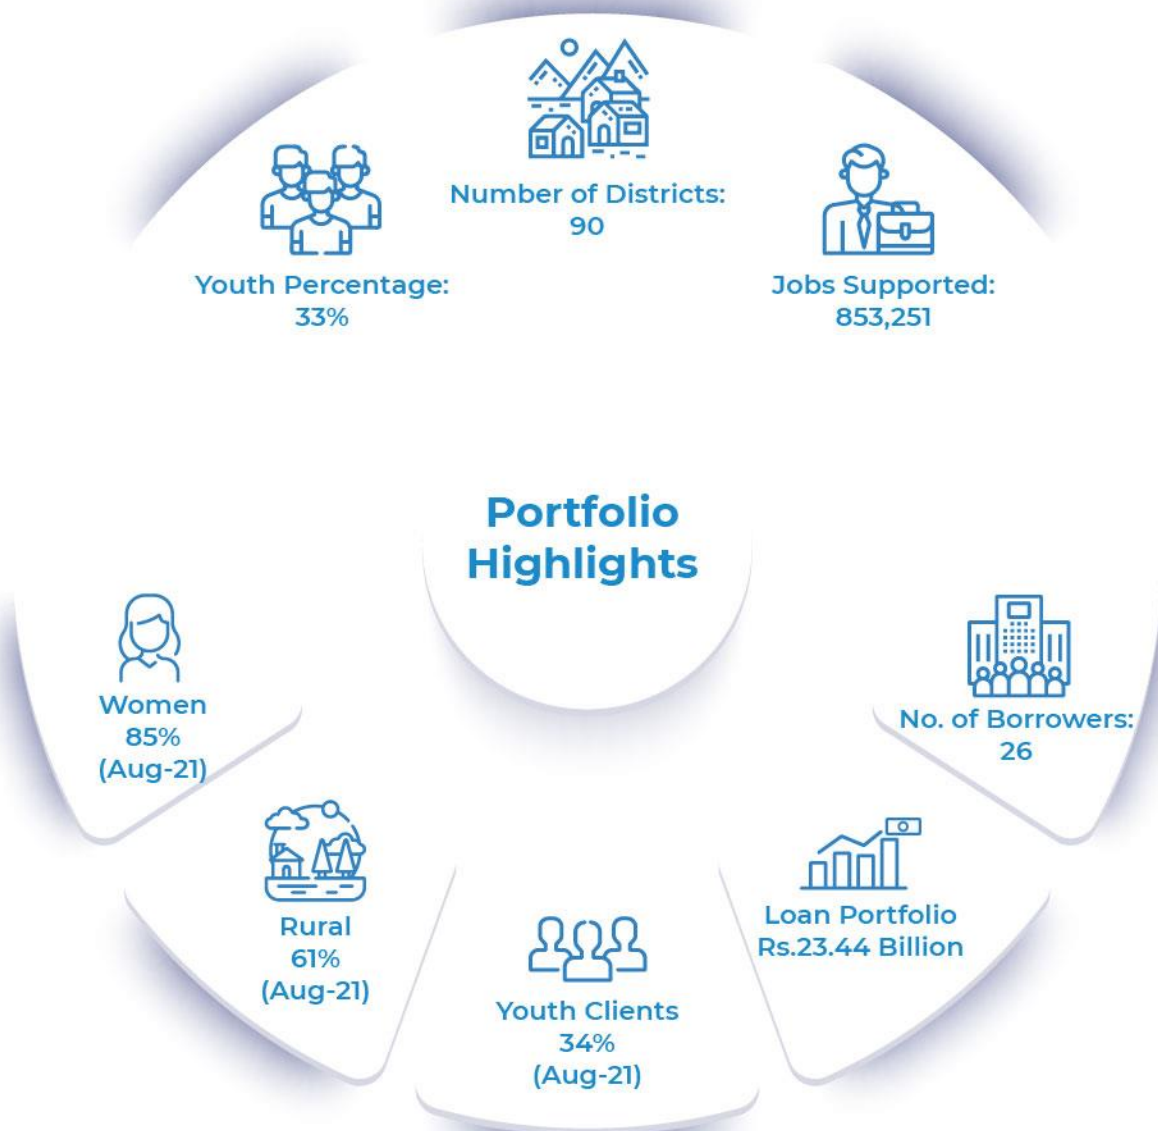 Number of Districts:
90
Youth Percentage:
33%
Jobs Supported:
853,251
Portfolio
Highlights
Women
85%
(Aug-21)
No. of Borrowers:
26
Rural
61%
(Aug-21)
Loan Portfolio
Rs.23.44 Billion
Youth Clients
34%
(Aug-21)